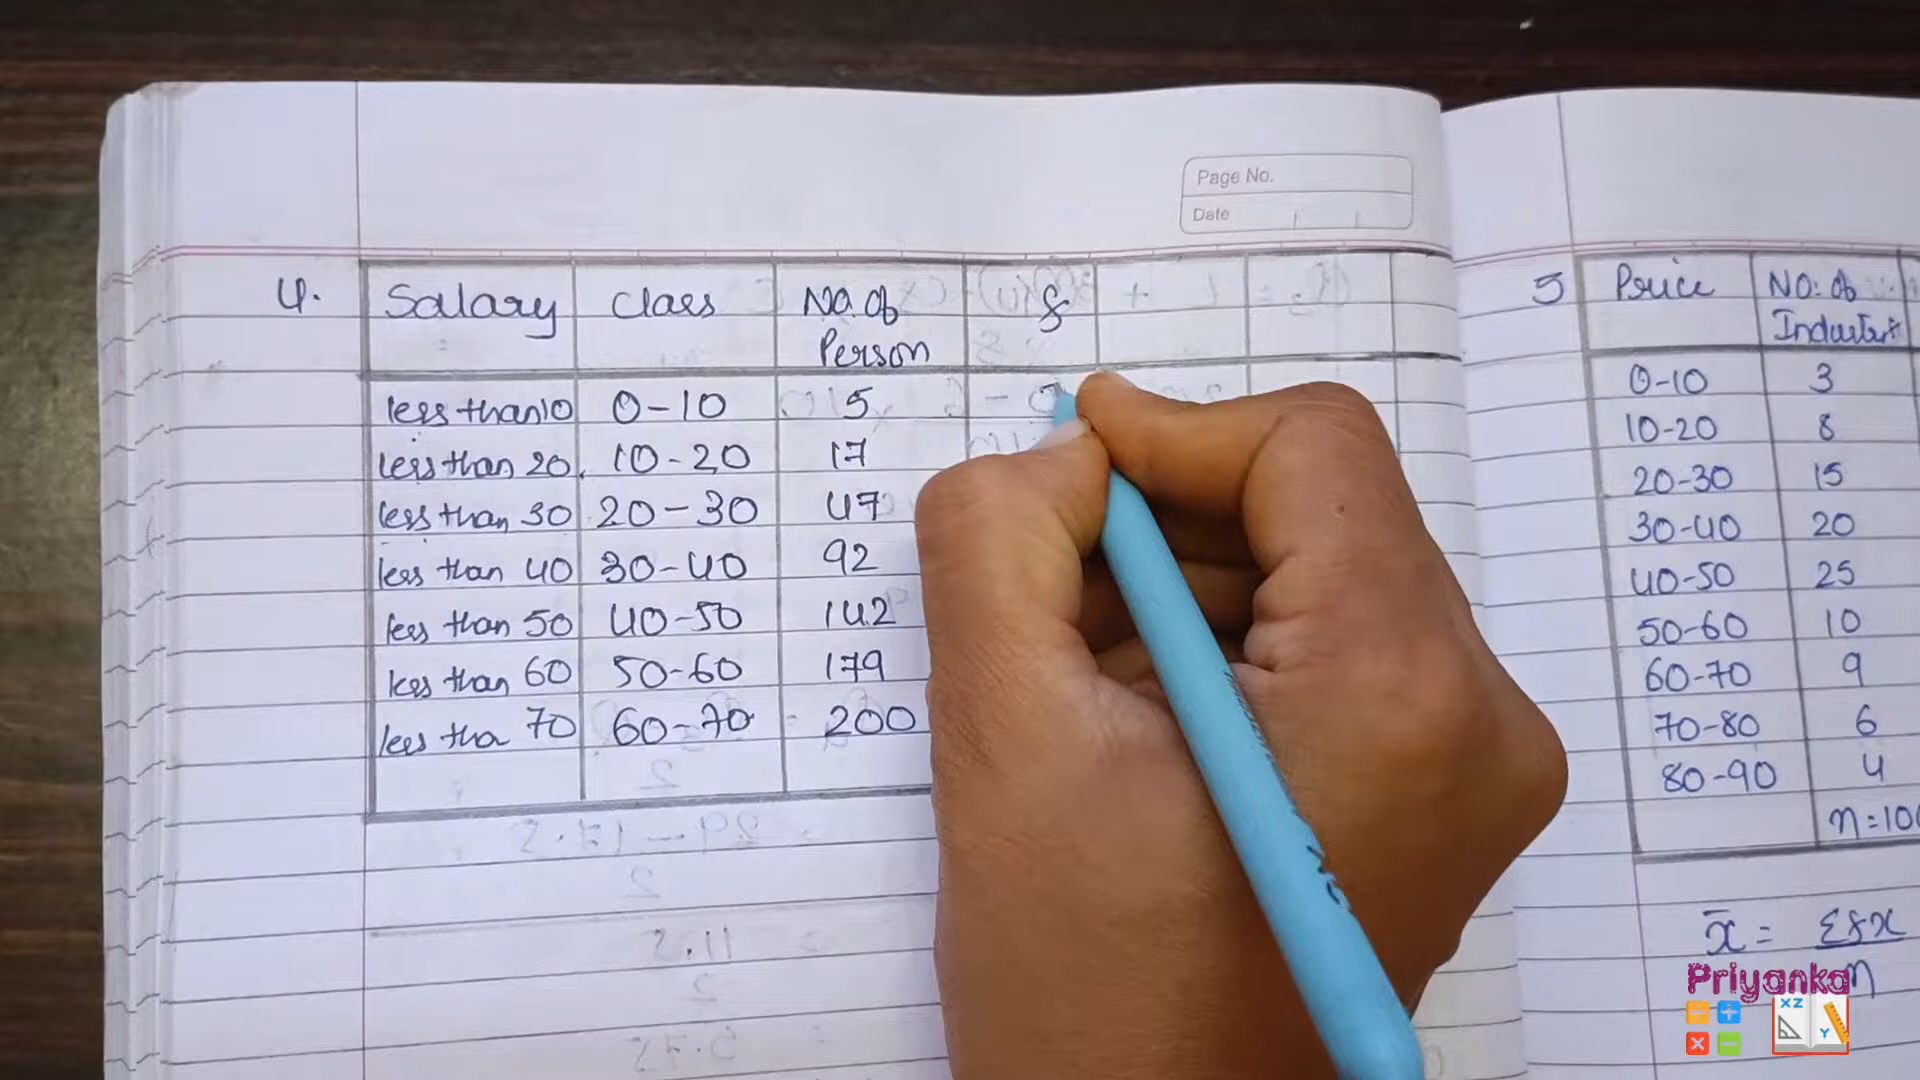 Page No.
Date
4.
Salary Class No. of Person f
less than 10 0-10 5
less than 20 10-20 17
less than 30 20-30 47
less than 40 30-40 92
less than 50 40-50 142
less than 60 50-60 179
less tha 70 60-70 200
5 Price No: of
0-10 3
10-20 8
20-30 15
30-40 20
40-50 25
50-60 10
60-70 9
70-80 6
80-90 4
x̄ = Σfx
n
Priyanka
XZ
Y